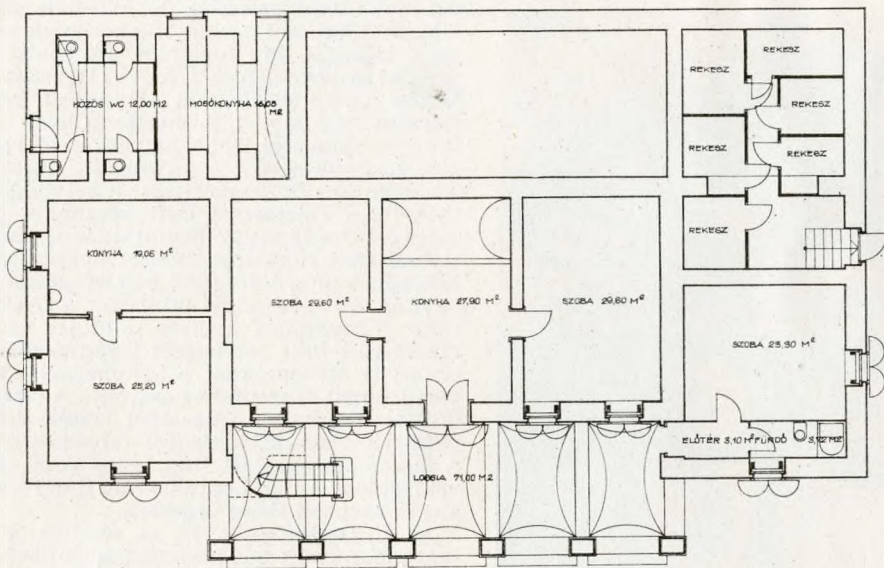 REKESZ
REKESZ
KÖZÖS WC 12,00 M2
MOSÓKONYHA 16,08
M2
REKESZ
REKESZ
REKESZ
REKESZ
KONYHA 19,05 M2
SZOBA 29,60 M2
KONYHA 27,90 M2
SZOBA 29,60 M2
SZOBA 25,20 M2
SZOBA 23,30 M2
ELŐTÉR 3,10 M2
FÜRDŐ 3,12 M2
LOGGIA 71,00 M2